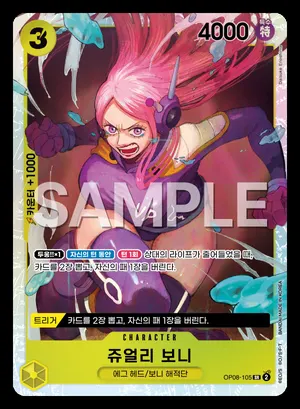 3
4000
特
카운터 +1000
SAMPLE
두웅!!×1 자신의 턴 동안 턴 1회 상대의 라이프가 줄어들었을 때,
카드를 2장 뽑고, 자신의 패 1장을 버린다.
트리거 카드를 2장 뽑고, 자신의 패 1장을 버린다.
CHARACTER
쥬얼리 보니
에그 헤드/보니 해적단
OP08-105 2